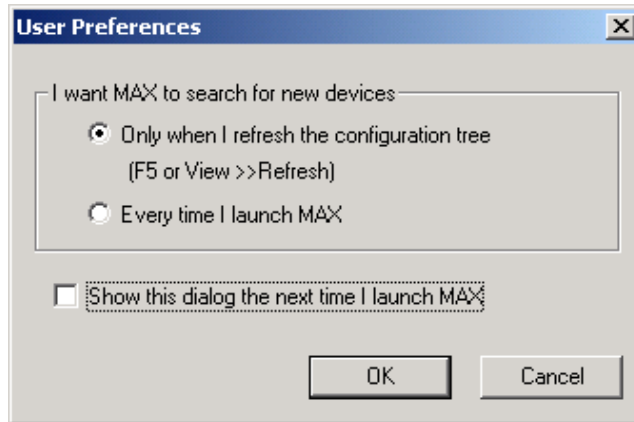 User Preferences
I want MAX to search for new devices
Only when I refresh the configuration tree
(F5 or View >>Refresh)
Every time I launch MAX
Show this dialog the next time I launch MAX
OK Cancel